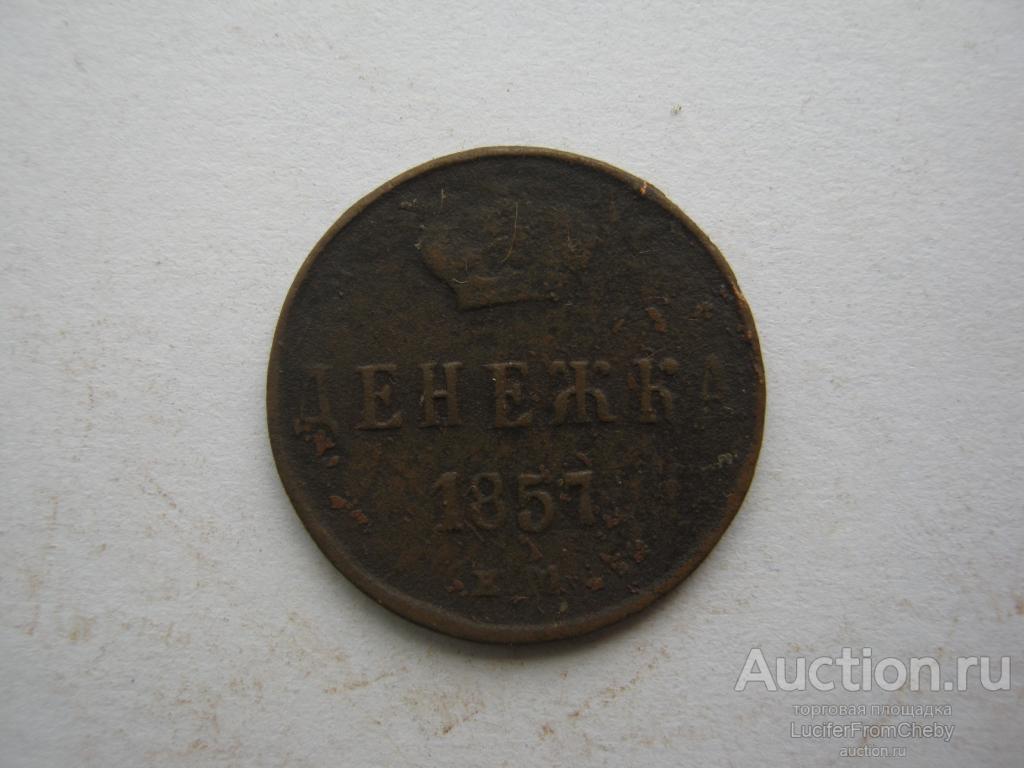 ДЕНЕЖКА
1857
Auction.ru
торговая площадка
LuciferFromCheby
auction.ru